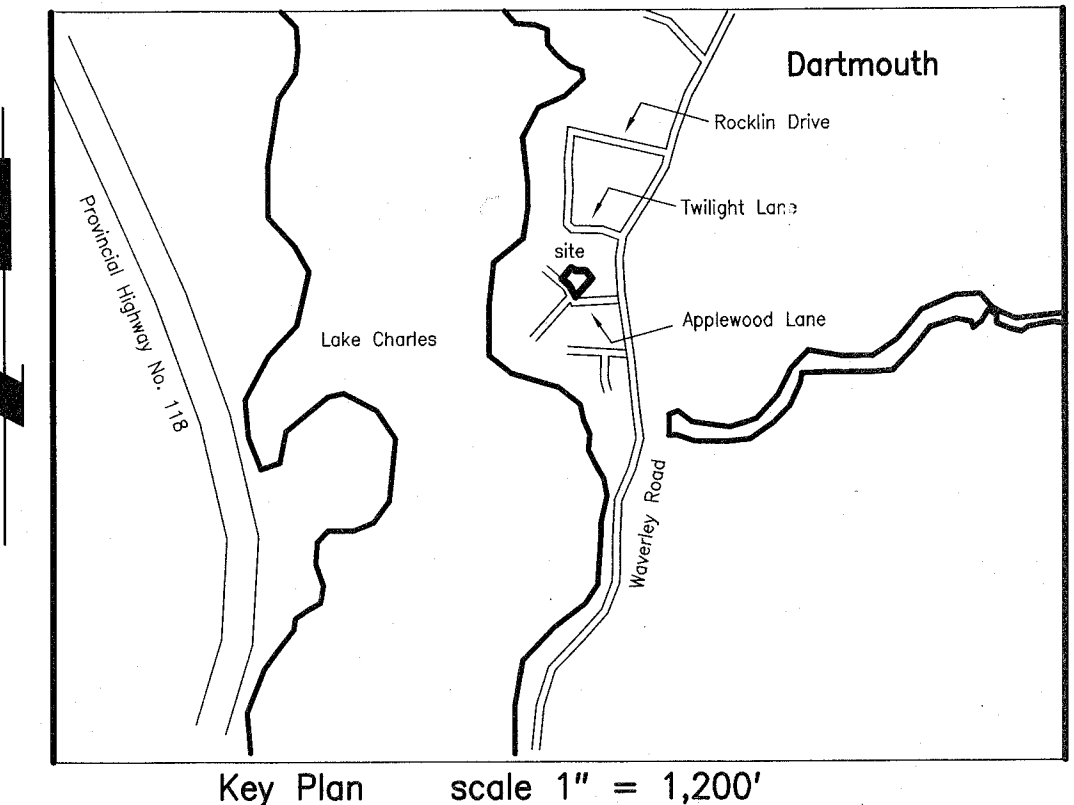 Dartmouth
Rocklin Drive
Twilight Lane
site
Applewood Lane
Lake Charles
Provincial Highway No. 118
Waverley Road
Key Plan scale 1" = 1,200'